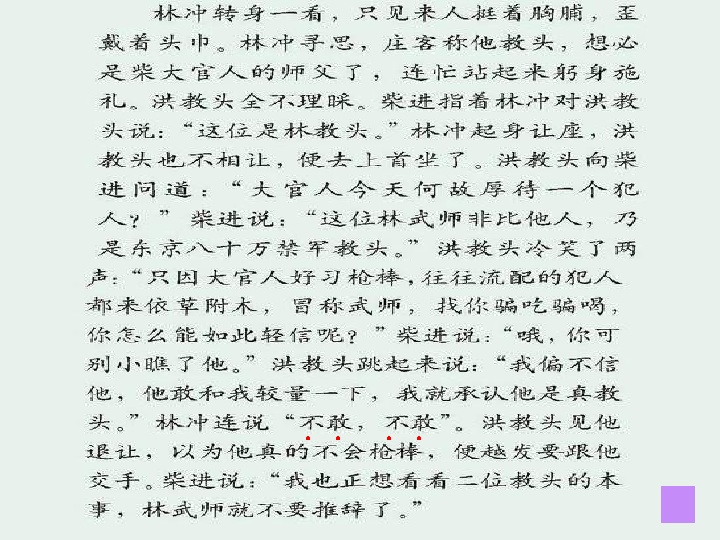 林冲转身一看，只见来人挺着胸脯，歪
戴着头巾。林冲寻思，庄客称他教头，想必
是柴大官人的师父了，连忙站起来躬身施
礼。洪教头全不理睬。柴进指着林冲对洪教
头说：“这位是林教头。”林冲起身让座，洪
教头也不相让，便去上首坐了。洪教头向柴
进问道：“大官人今天何故厚待一个犯
人？”柴进说：“这位林武师非比他人，乃
是东京八十万禁军教头。”洪教头冷笑了两
声：“只因大官人好习枪棒，往往流配的犯人
都来依草附木，冒称武师，找你骗吃骗喝，
你怎么能如此轻信呢？”柴进说：“哦，你可
别小瞧了他。”洪教头跳起来说：“我偏不信
他，他敢和我较量一下，我就承认他是真教
头。”林冲连说“不敢，不敢”。洪教头见他
退让，以为他真的不会枪棒，便越发要跟他
交手。柴进说：“我也正想看看二位教头的本
事，林武师就不要推辞了。”